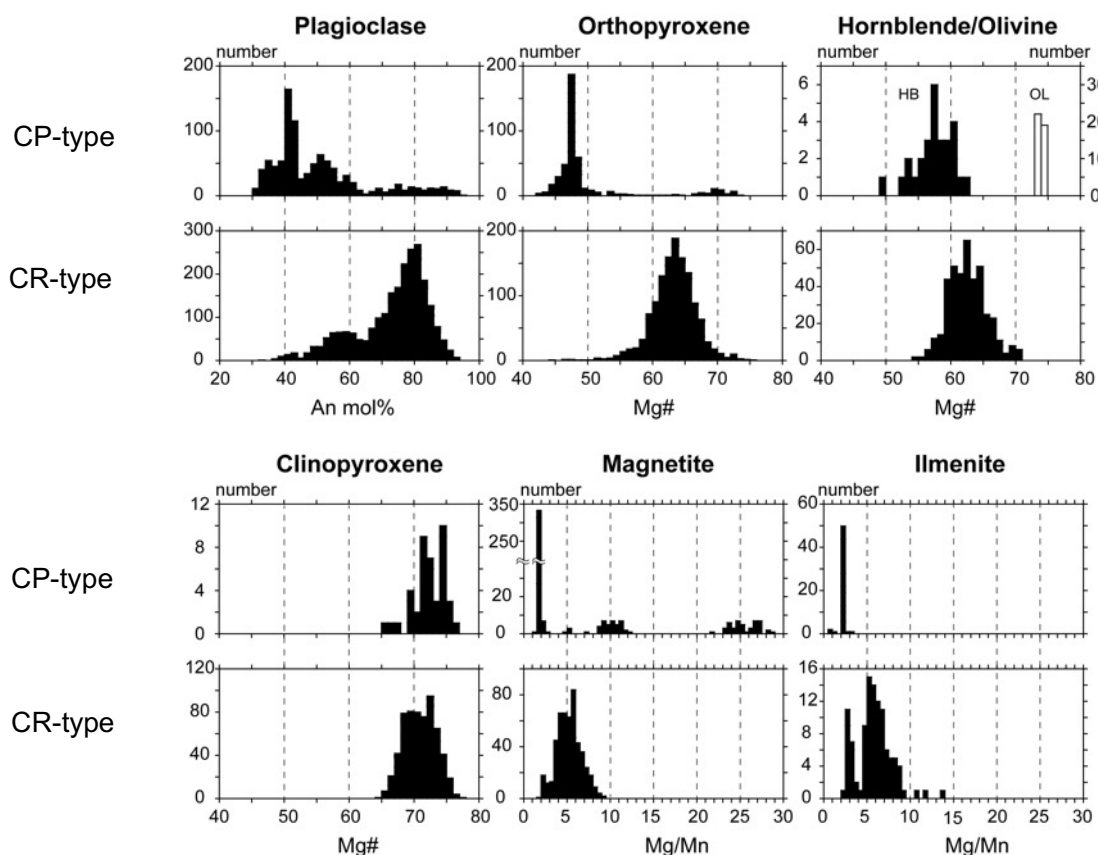 Plagioclase Orthopyroxene Hornblende/Olivine
number number number number
CP-type
200 100 0
200 100 0
6 4 2 0
HB OL
30 20 10 0
CR-type
300 200 100 0
200 100 0
60 40 20 0
20 40 60 80 100
40 50 60 70 80
40 50 60 70 80
An mol% Mg# Mg#
Clinopyroxene Magnetite Ilmenite
number number number
CP-type
12 8 4 0
350 250 20 0
60 40 20 0
CR-type
120 80 40 0
80 40 0
16 12 8 4 0
40 50 60 70 80
0 5 10 15 20 25 30
0 5 10 15 20 25 30
Mg# Mg/Mn Mg/Mn